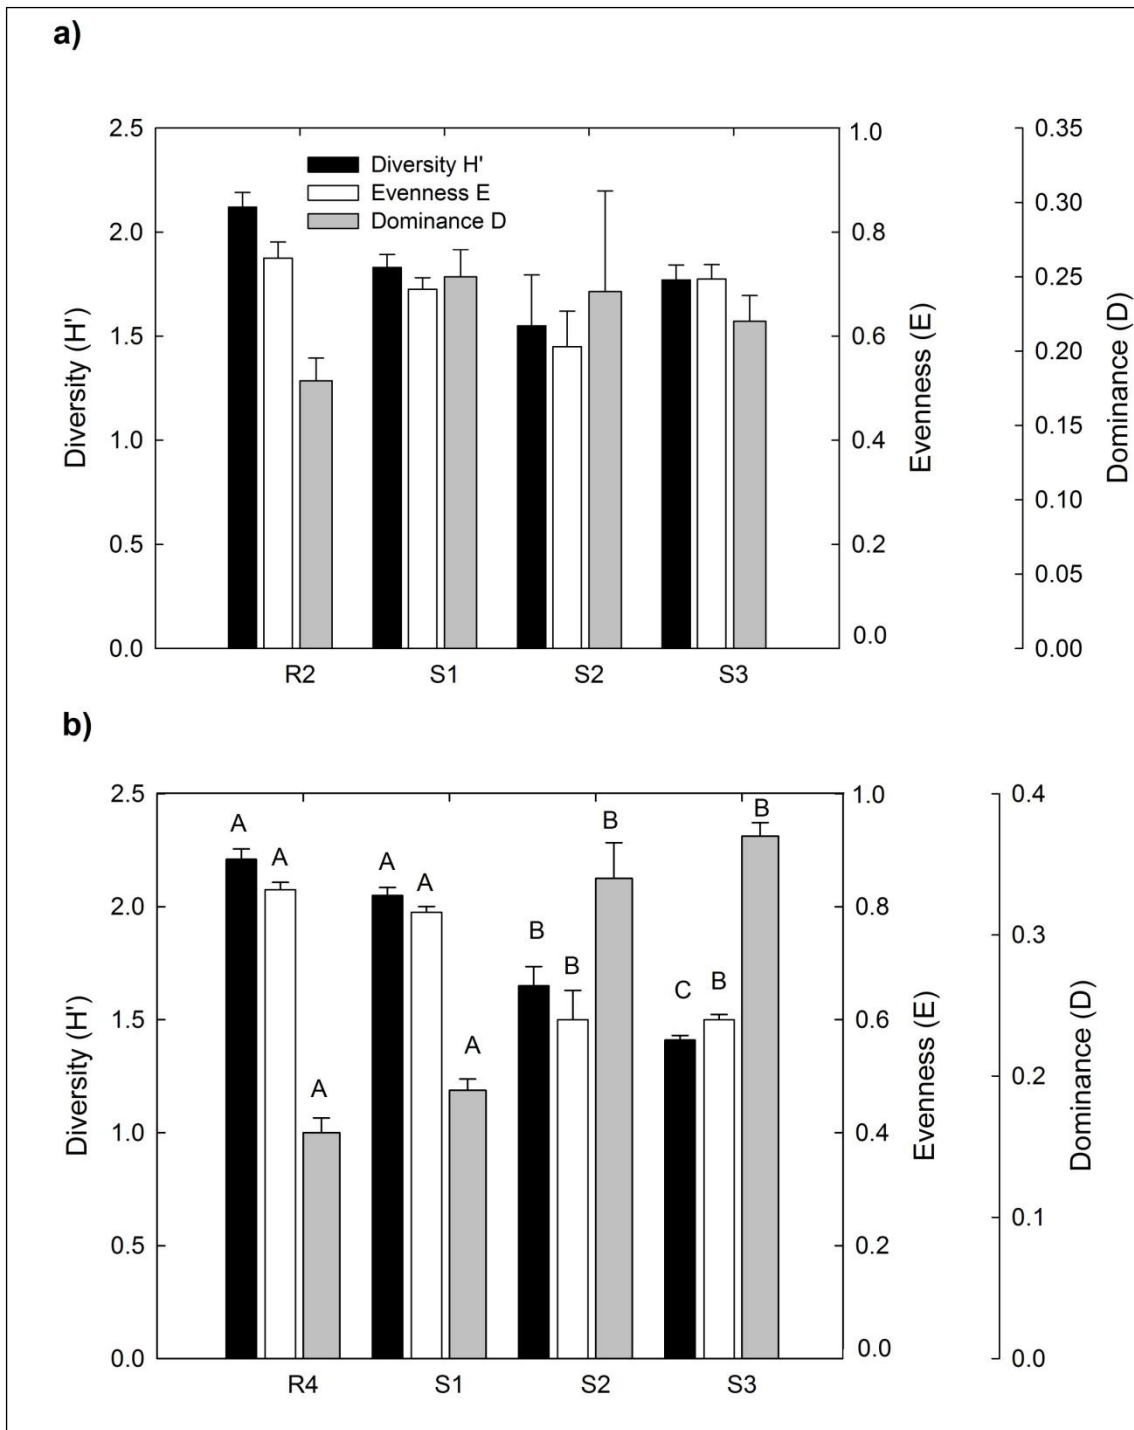 a)
2.5
2.0
1.5
1.0
0.5
0.0
Diversity (H')
Diversity H'
Evenness E
Dominance D
1.0
0.8
0.6
0.4
0.2
0.0
Evenness (E)
0.35
0.30
0.25
0.20
0.15
0.10
0.05
0.00
Dominance (D)
R2 S1 S2 S3
b)
2.5
2.0
1.5
1.0
0.5
0.0
Diversity (H')
A A A
A A A
B B B
C B B
1.0
0.8
0.6
0.4
0.2
0.0
Evenness (E)
0.4
0.3
0.2
0.1
0.0
Dominance (D)
R4 S1 S2 S3